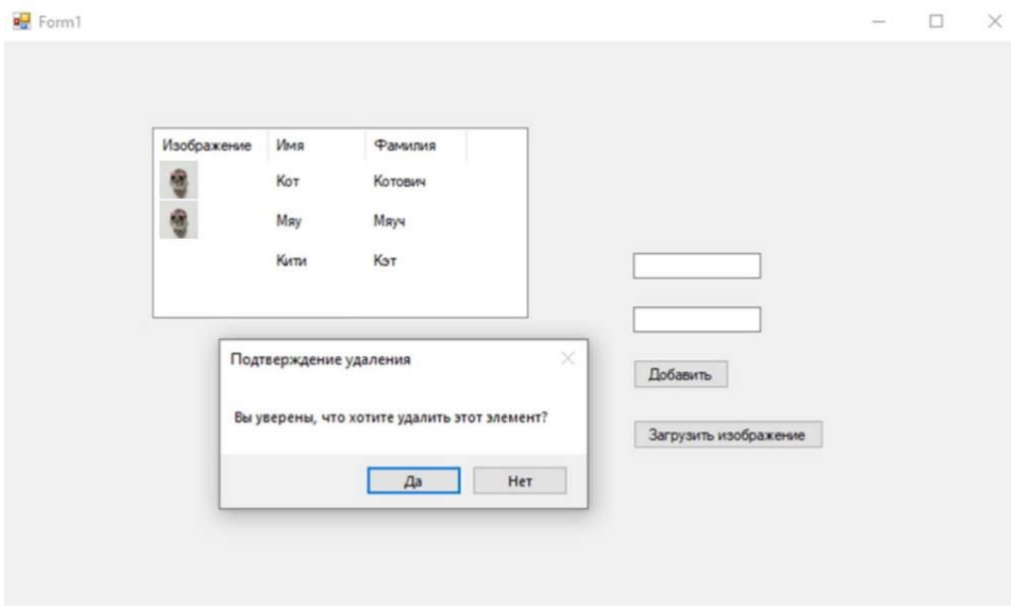 Form1
Изображение Имя Фамилия
Кот Котович
Мяу Мяуч
Кити Кэт
Подтверждение удаления
Вы уверены, что хотите удалить этот элемент?
Да Нет
Добавить
Загрузить изображение